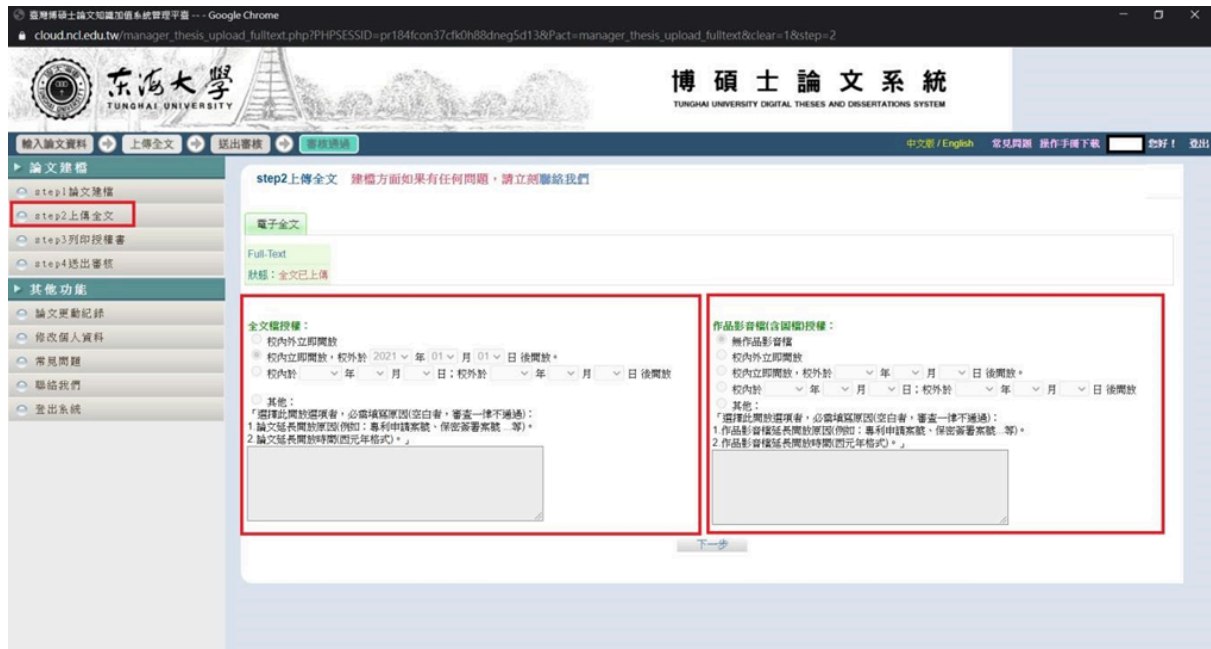 臺灣博碩士論文知識加值系統管理平臺 -- - Google Chrome
cloud.ncl.edu.tw/manager_thesis_upload_fulltext.php?PHPSESSID=pr184fcon37cfk0h88dneg5d13&Pact=manager_thesis_upload_fulltext&clear=1&step=2
东海大學
TUNGHAI UNIVERSITY
博碩士論文系統
TUNGHAI UNIVERSITY DIGITAL THESES AND DISSERTATIONS SYSTEM
輸入論文資料 上傳全文 送出審核 審核通過
中文版 / English 常見問題 操作手冊下載 您好！ 登出
論文建檔
step1論文建檔
step2上傳全文
step3列印授權書
step4送出審核
其他功能
論文更動紀錄
修改個人資料
常見問題
聯絡我們
登出系統
step2上傳全文 建檔方面如果有任何問題，請立刻聯絡我們
電子全文
Full-Text
狀態：全文已上傳
全文檔授權：
校內外立即開放
校內立即開放，校外於 2021 年 01 月 01 日 後開放。
校內於 年 月 日；校外於 年 月 日 後開放
其他：
「選擇此開放選項者，必需填寫原因(空白者，審查一律不通過)：
1.論文延長開放原因(例如：專利申請案號、保密簽署案號...等)。
2.論文延長開放時間(西元年格式)。」
作品影音檔(含圖檔)授權：
無作品影音檔
校內外立即開放
校內立即開放，校外於 年 月 日 後開放。
校內於 年 月 日；校外於 年 月 日 後開放
其他：
「選擇此開放選項者，必需填寫原因(空白者，審查一律不通過)：
1.作品影音檔延長開放原因(例如：專利申請案號、保密簽署案號...等)。
2.作品影音檔延長開放時間(西元年格式)。」
下一步